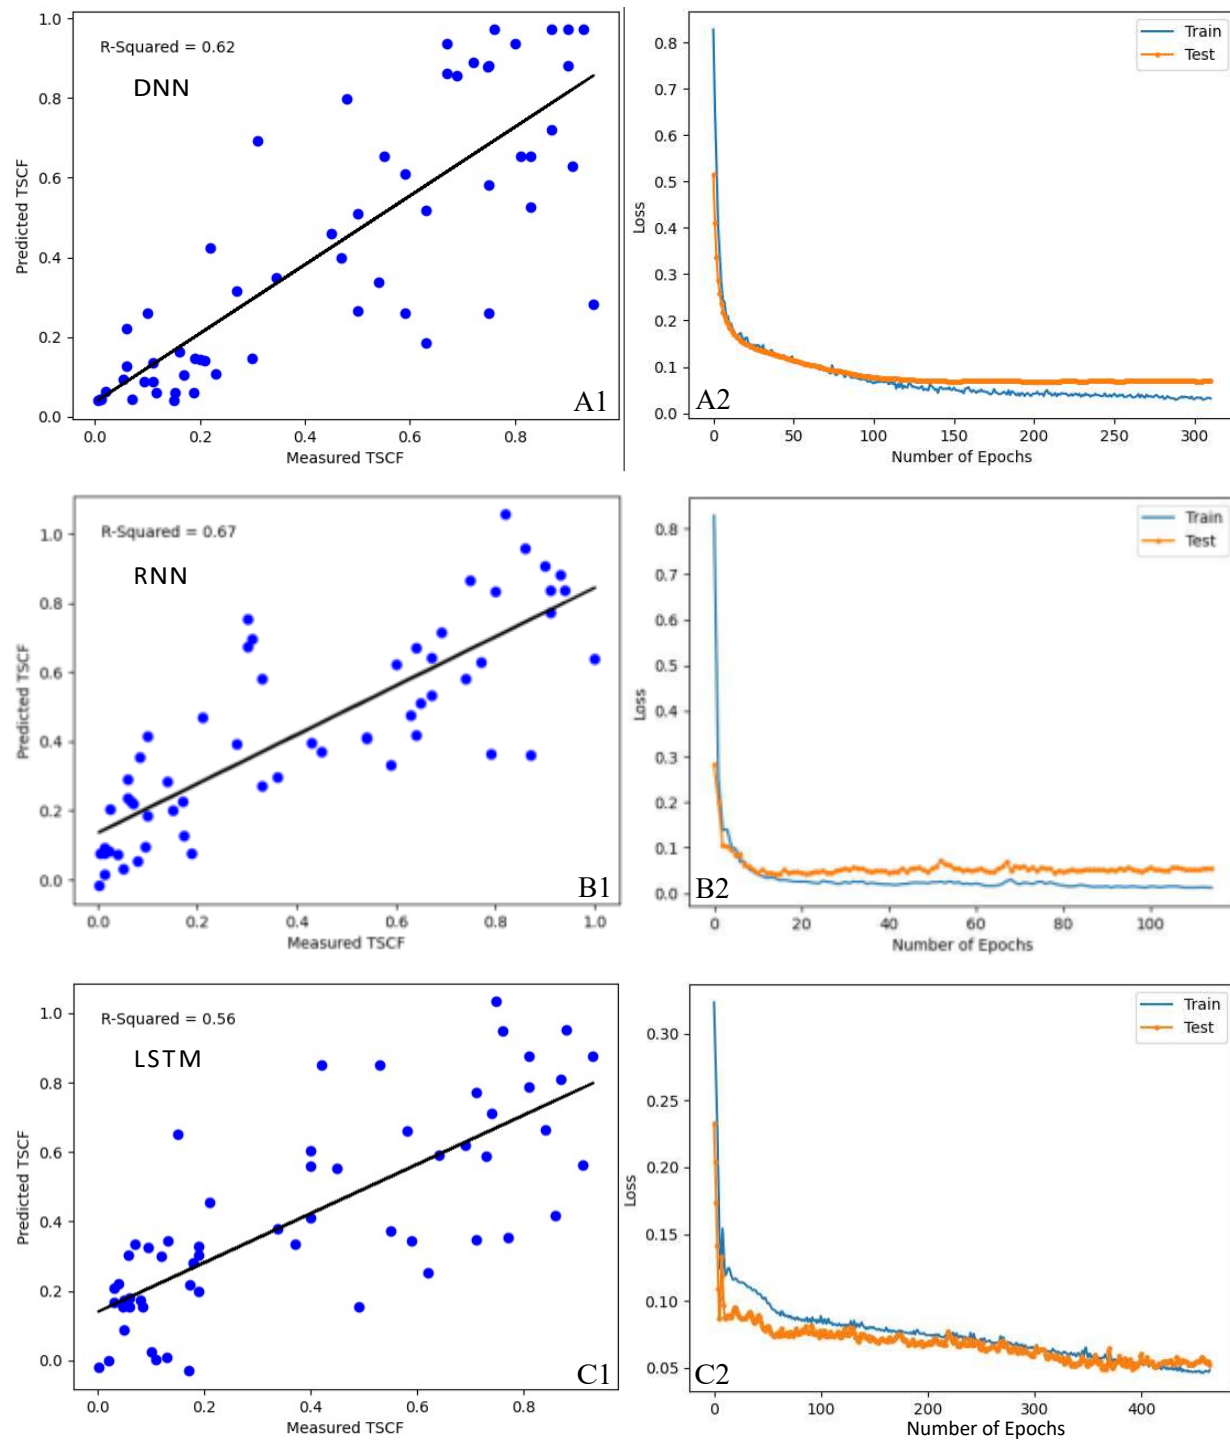 R-Squared = 0.62
DNN
1.0
0.8
0.6
0.4
0.2
0.0
Predicted TSCF
0.0 0.2 0.4 0.6 0.8
Measured TSCF
A1
Train
Test
0.8
0.7
0.6
0.5
0.4
0.3
0.2
0.1
0.0
Loss
0 50 100 150 200 250 300
Number of Epochs
A2
R-Squared = 0.67
RNN
1.0
0.8
0.6
0.4
0.2
0.0
Predicted TSCF
0.0 0.2 0.4 0.6 0.8 1.0
Measured TSCF
B1
Train
Test
0.8
0.7
0.6
0.5
0.4
0.3
0.2
0.1
0.0
Loss
0 20 40 60 80 100
Number of Epochs
B2
R-Squared = 0.56
LSTM
1.0
0.8
0.6
0.4
0.2
0.0
Predicted TSCF
0.0 0.2 0.4 0.6 0.8
Measured TSCF
C1
Train
Test
0.30
0.25
0.20
0.15
0.10
0.05
Loss
0 100 200 300 400
Number of Epochs
C2